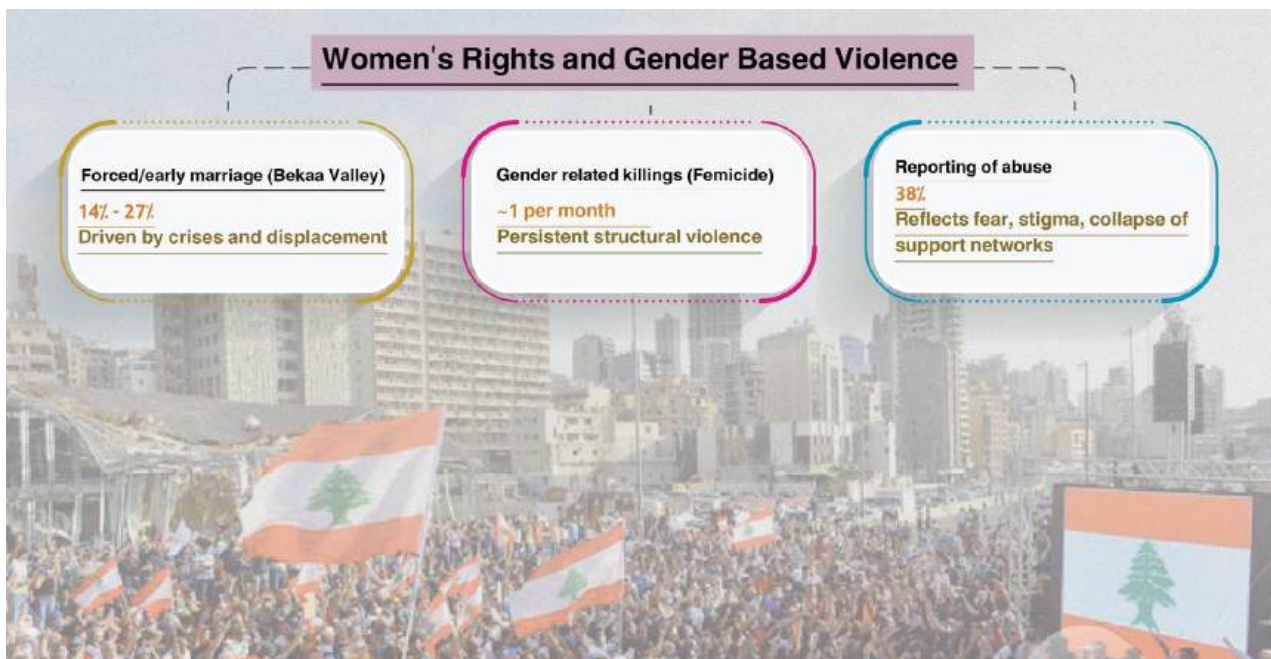 Women's Rights and Gender Based Violence
Forced/early marriage (Bekaa Valley)
14% - 27%
Driven by crises and displacement
Gender related killings (Femicide)
~1 per month
Persistent structural violence
Reporting of abuse
38%
Reflects fear, stigma, collapse of
support networks